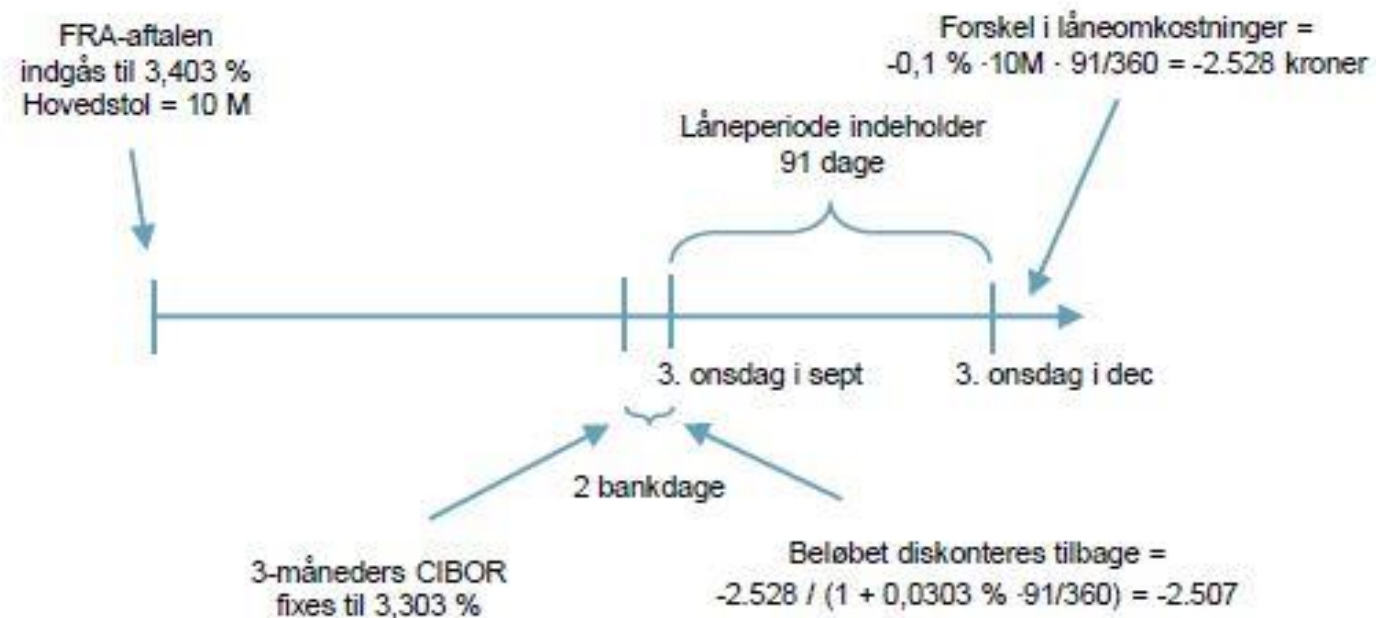 FRA-aftalen
indgås til 3,403 %
Hovedstol = 10 M
Forskel i låneomkostninger =
-0,1 % ·10M · 91/360 = -2.528 kroner
Låneperiode indeholder
91 dage
3. onsdag i sept
3. onsdag i dec
2 bankdage
3-måneders CIBOR
fixes til 3,303 %
Beløbet diskonteres tilbage =
-2.528 / (1 + 0,0303 % ·91/360) = -2.507